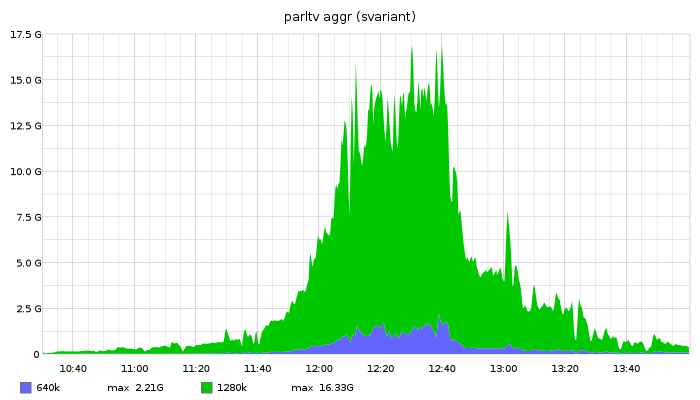 parltv aggr (svariant)
17.5 G
15.0 G
12.5 G
10.0 G
7.5 G
5.0 G
2.5 G
0
10:40 11:00 11:20 11:40 12:00 12:20 12:40 13:00 13:20 13:40
640k max 2.21G 1280k max 16.33G